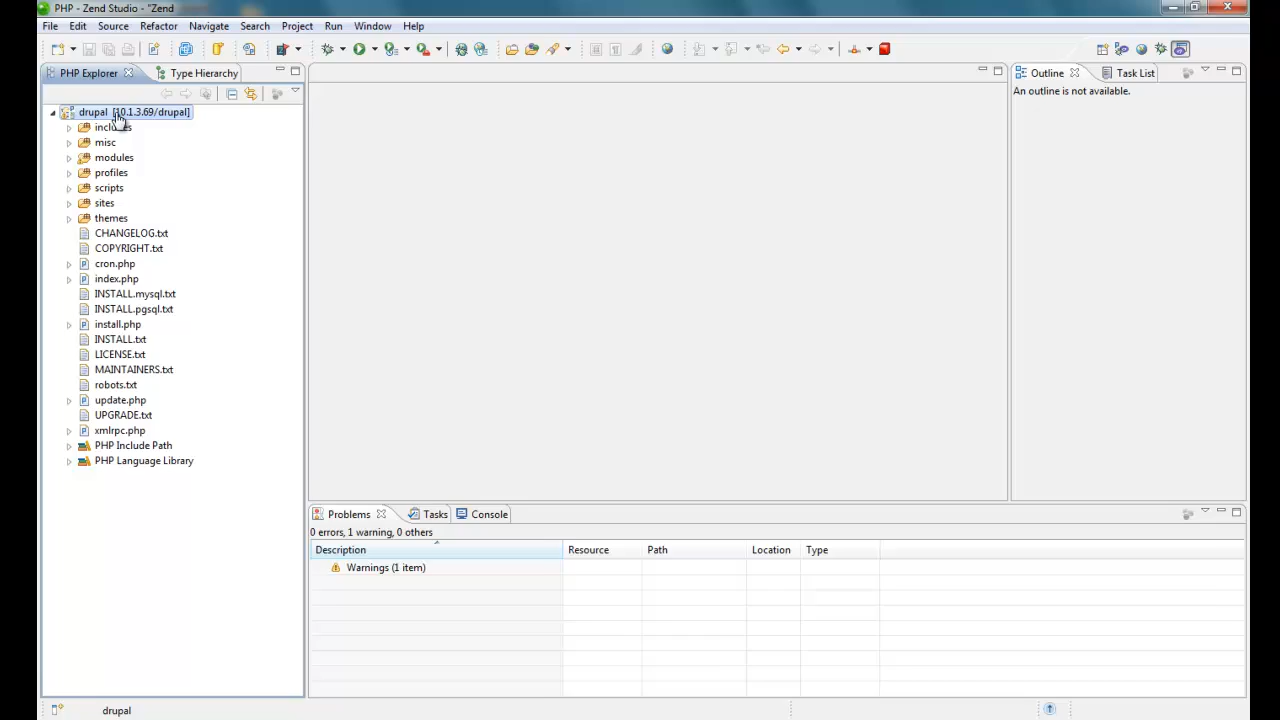 PHP - Zend Studio - "Zend
File Edit Source Refactor Navigate Search Project Run Window Help
PHP Explorer Type Hierarchy
Outline Task List
An outline is not available.
drupal [10.1.3.69/drupal]
includes
misc
modules
profiles
scripts
sites
themes
CHANGELOG.txt
COPYRIGHT.txt
cron.php
index.php
INSTALL.mysql.txt
INSTALL.pgsql.txt
install.php
INSTALL.txt
LICENSE.txt
MAINTAINERS.txt
robots.txt
update.php
UPGRADE.txt
xmlrpc.php
PHP Include Path
PHP Language Library
Problems Tasks Console
0 errors, 1 warning, 0 others
Description Resource Path Location Type
Warnings (1 item)
drupal